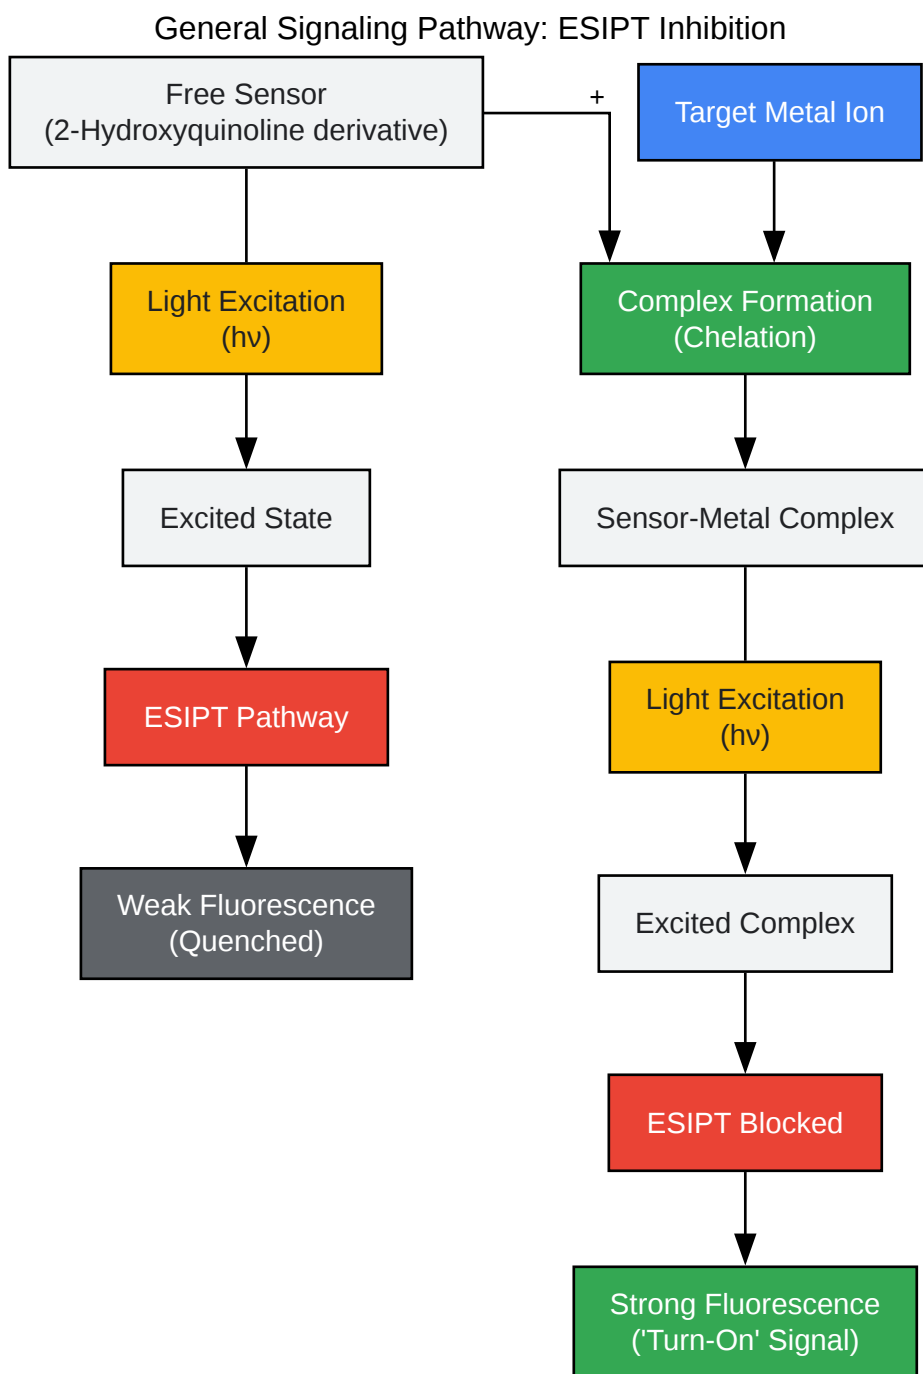 General Signaling Pathway: ESIPT Inhibition
Free Sensor
(2-Hydroxyquinoline derivative)
+
Target Metal Ion
Light Excitation
(hν)
Complex Formation
(Chelation)
Excited State
Sensor-Metal Complex
ESIPT Pathway
Light Excitation
(hν)
Weak Fluorescence
(Quenched)
Excited Complex
ESIPT Blocked
Strong Fluorescence
('Turn-On' Signal)